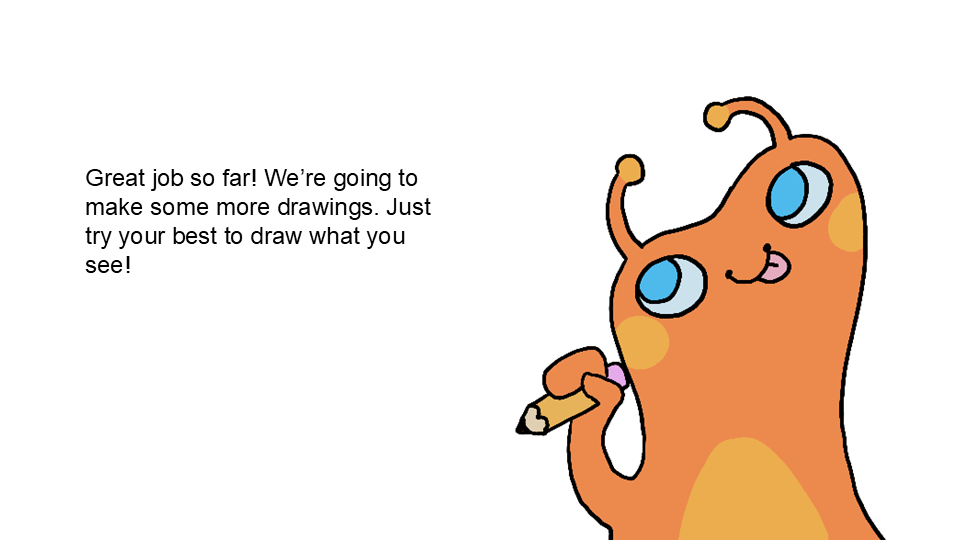 Great job so far! We’re going to
make some more drawings. Just
try your best to draw what you
see!